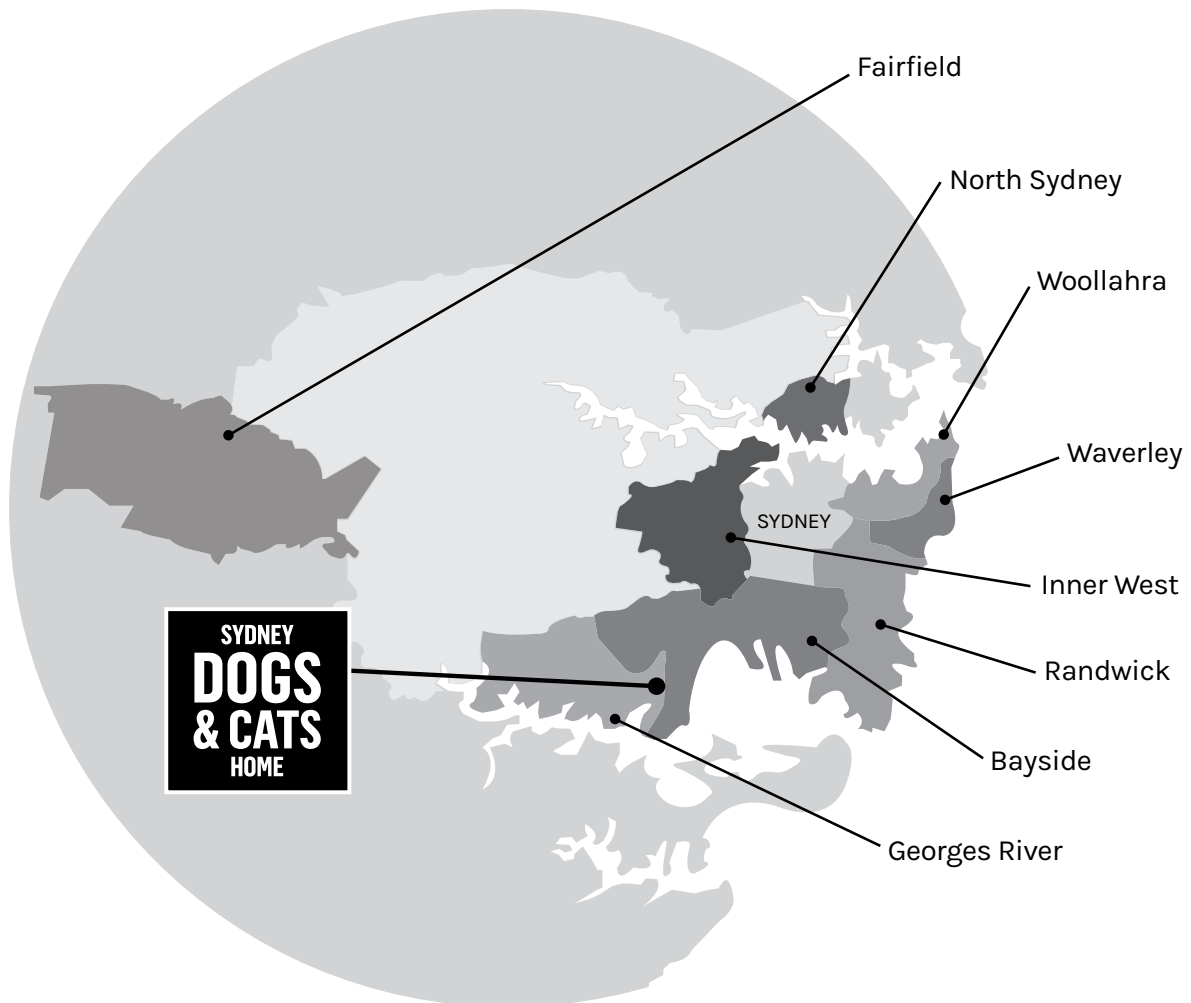 Fairfield
North Sydney
Woollahra
Waverley
SYDNEY
Inner West
SYDNEY
DOGS
& CATS
HOME
Randwick
Bayside
Georges River